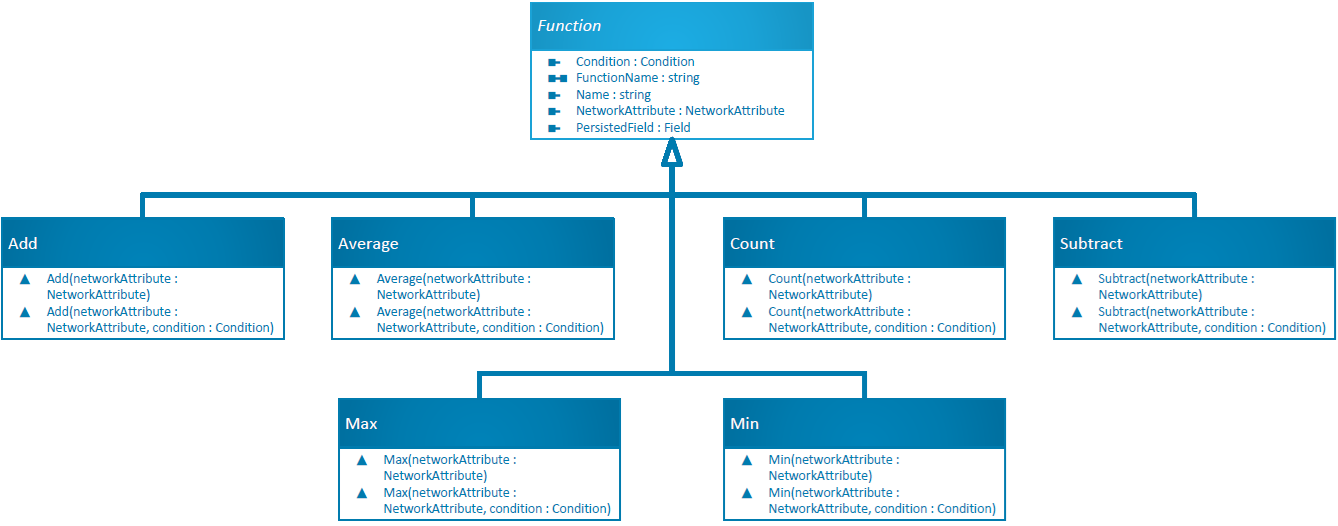 Function
Condition : Condition
FunctionName : string
Name : string
NetworkAttribute : NetworkAttribute
PersistedField : Field
Add
Add(networkAttribute :
NetworkAttribute)
Add(networkAttribute :
NetworkAttribute, condition : Condition)
Average
Average(networkAttribute :
NetworkAttribute)
Average(networkAttribute :
NetworkAttribute, condition : Condition)
Count
Count(networkAttribute :
NetworkAttribute)
Count(networkAttribute :
NetworkAttribute, condition : Condition)
Subtract
Subtract(networkAttribute :
NetworkAttribute)
Subtract(networkAttribute :
NetworkAttribute, condition : Condition)
Max
Max(networkAttribute :
NetworkAttribute)
Max(networkAttribute :
NetworkAttribute, condition : Condition)
Min
Min(networkAttribute :
NetworkAttribute)
Min(networkAttribute :
NetworkAttribute, condition : Condition)